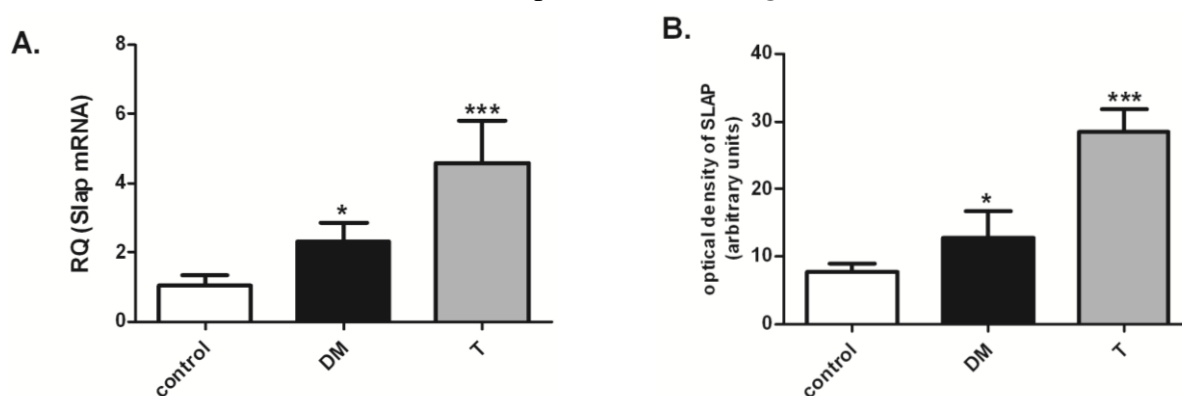 A.
RQ (Slap mRNA)
8
6
4
2
0
*
***
control
DM
T
B.
optical density of SLAP
(arbitrary units)
40
30
20
10
0
*
***
control
DM
T